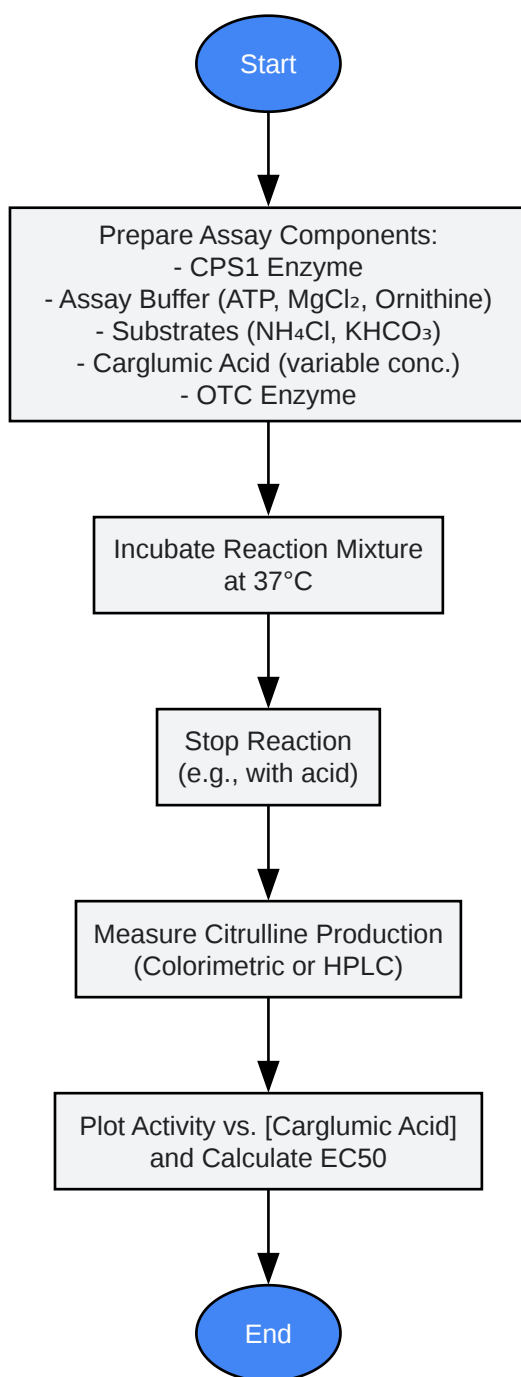 Start
Prepare Assay Components:
- CPS1 Enzyme
- Assay Buffer (ATP, MgCl₂, Ornithine)
- Substrates (NH₄Cl, KHCO₃)
- Carglumic Acid (variable conc.)
- OTC Enzyme
Incubate Reaction Mixture
at 37°C
Stop Reaction
(e.g., with acid)
Measure Citrulline Production
(Colorimetric or HPLC)
Plot Activity vs. [Carglumic Acid]
and Calculate EC50
End